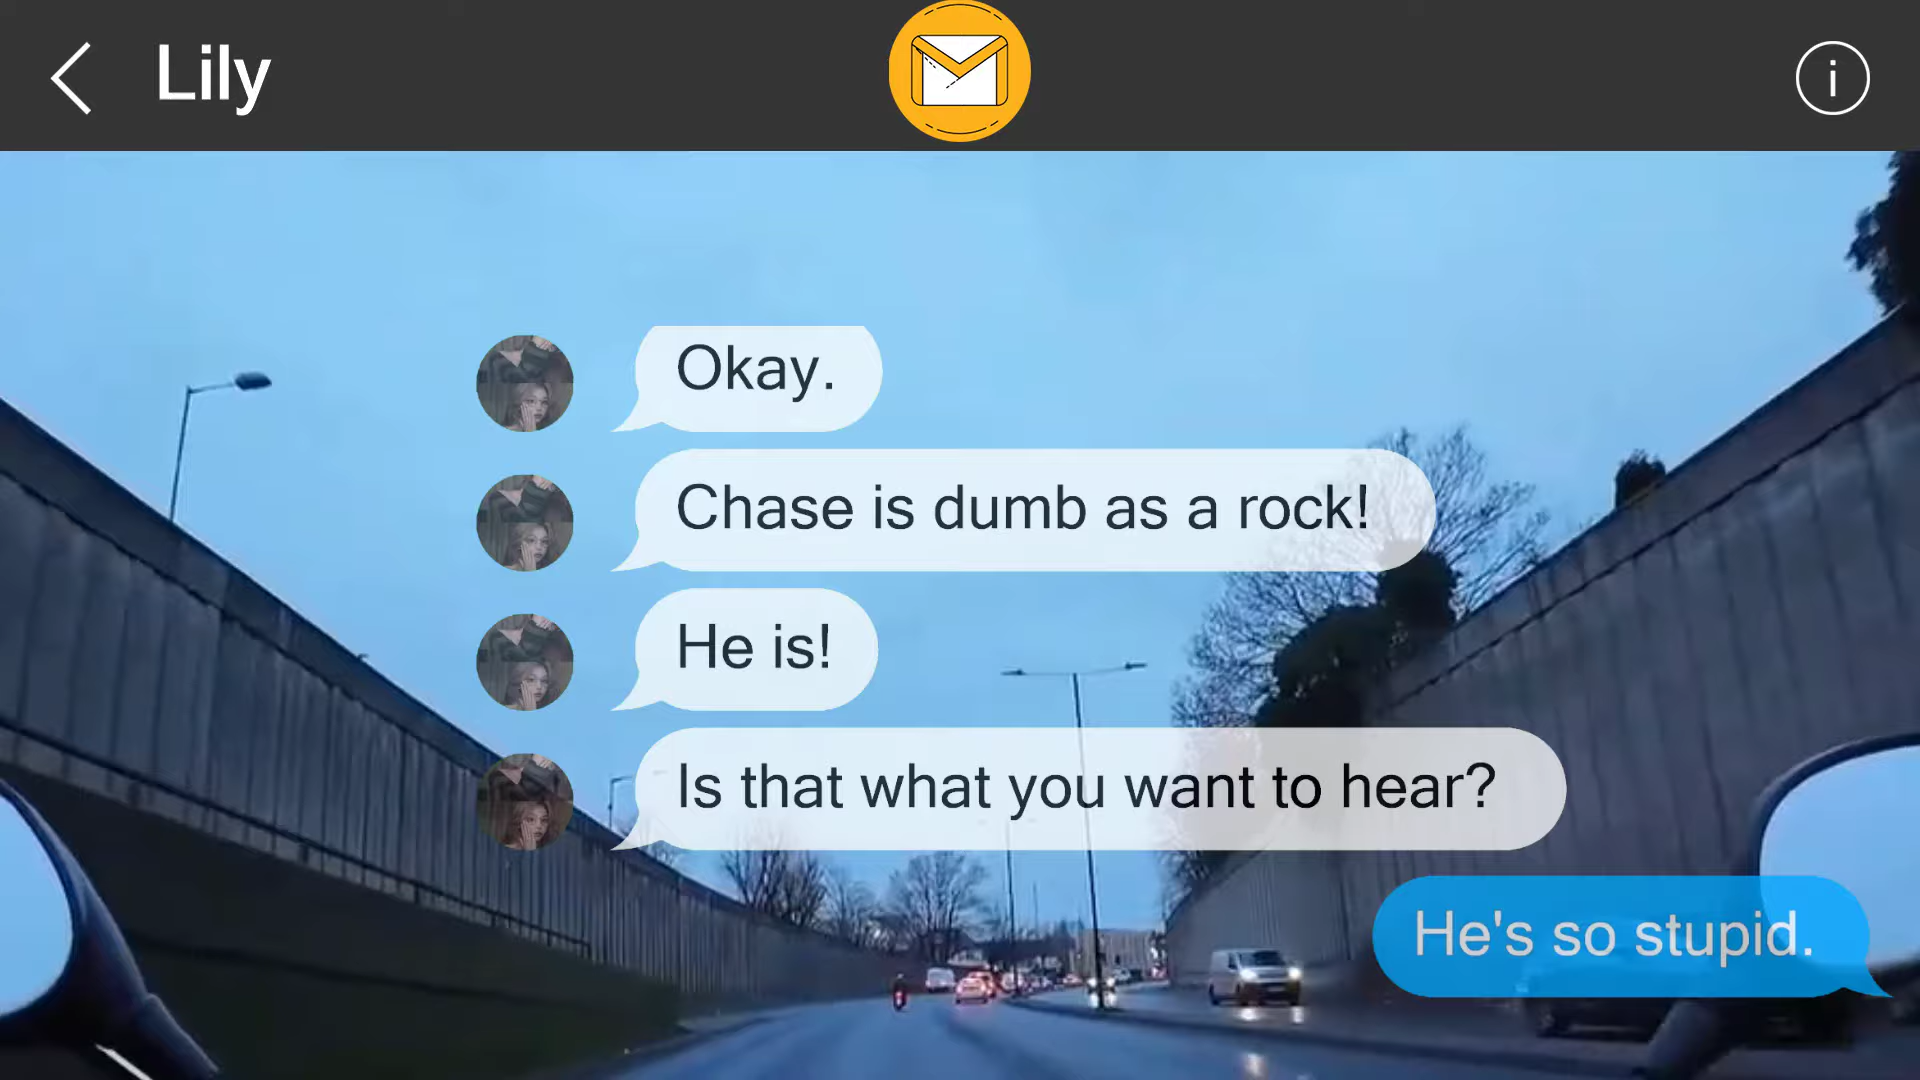 Lily
i
Okay.
Chase is dumb as a rock!
He is!
Is that what you want to hear?
He's so stupid.